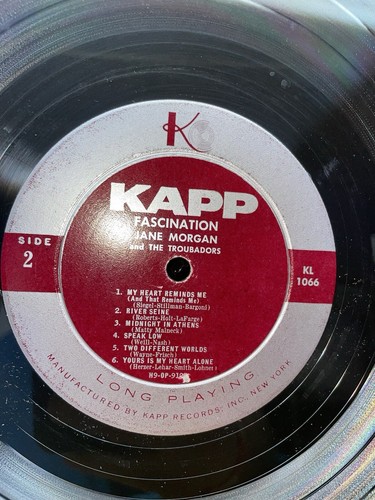 K
KAPP
FASCINATION
JANE MORGAN
and THE TROUBADORS
SIDE
2
KL
1066
1. MY HEART REMINDS ME
(And That Reminds Me)
(Siegel-Stillman-Bargoni)
2. RIVER SEINE
(Roberts-Holt-LaFarge)
3. MIDNIGHT IN ATHENS
(Matty Malneck)
4. SPEAK LOW
(Weill-Nash)
5. TWO DIFFERENT WORLDS
(Wayne-Frisch)
6. YOURS IS MY HEART ALONE
(Herzer-Lehar-Smith-Lohner)
LONG PLAYING
MANUFACTURED BY KAPP RECORDS, INC. NEW YORK